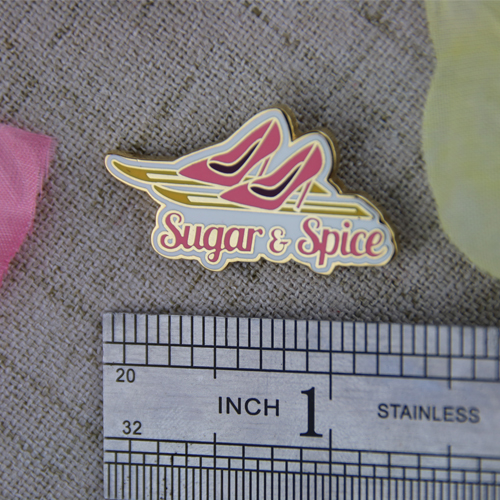 Sugar & Spice
20
INCH 1 STAINLESS
32